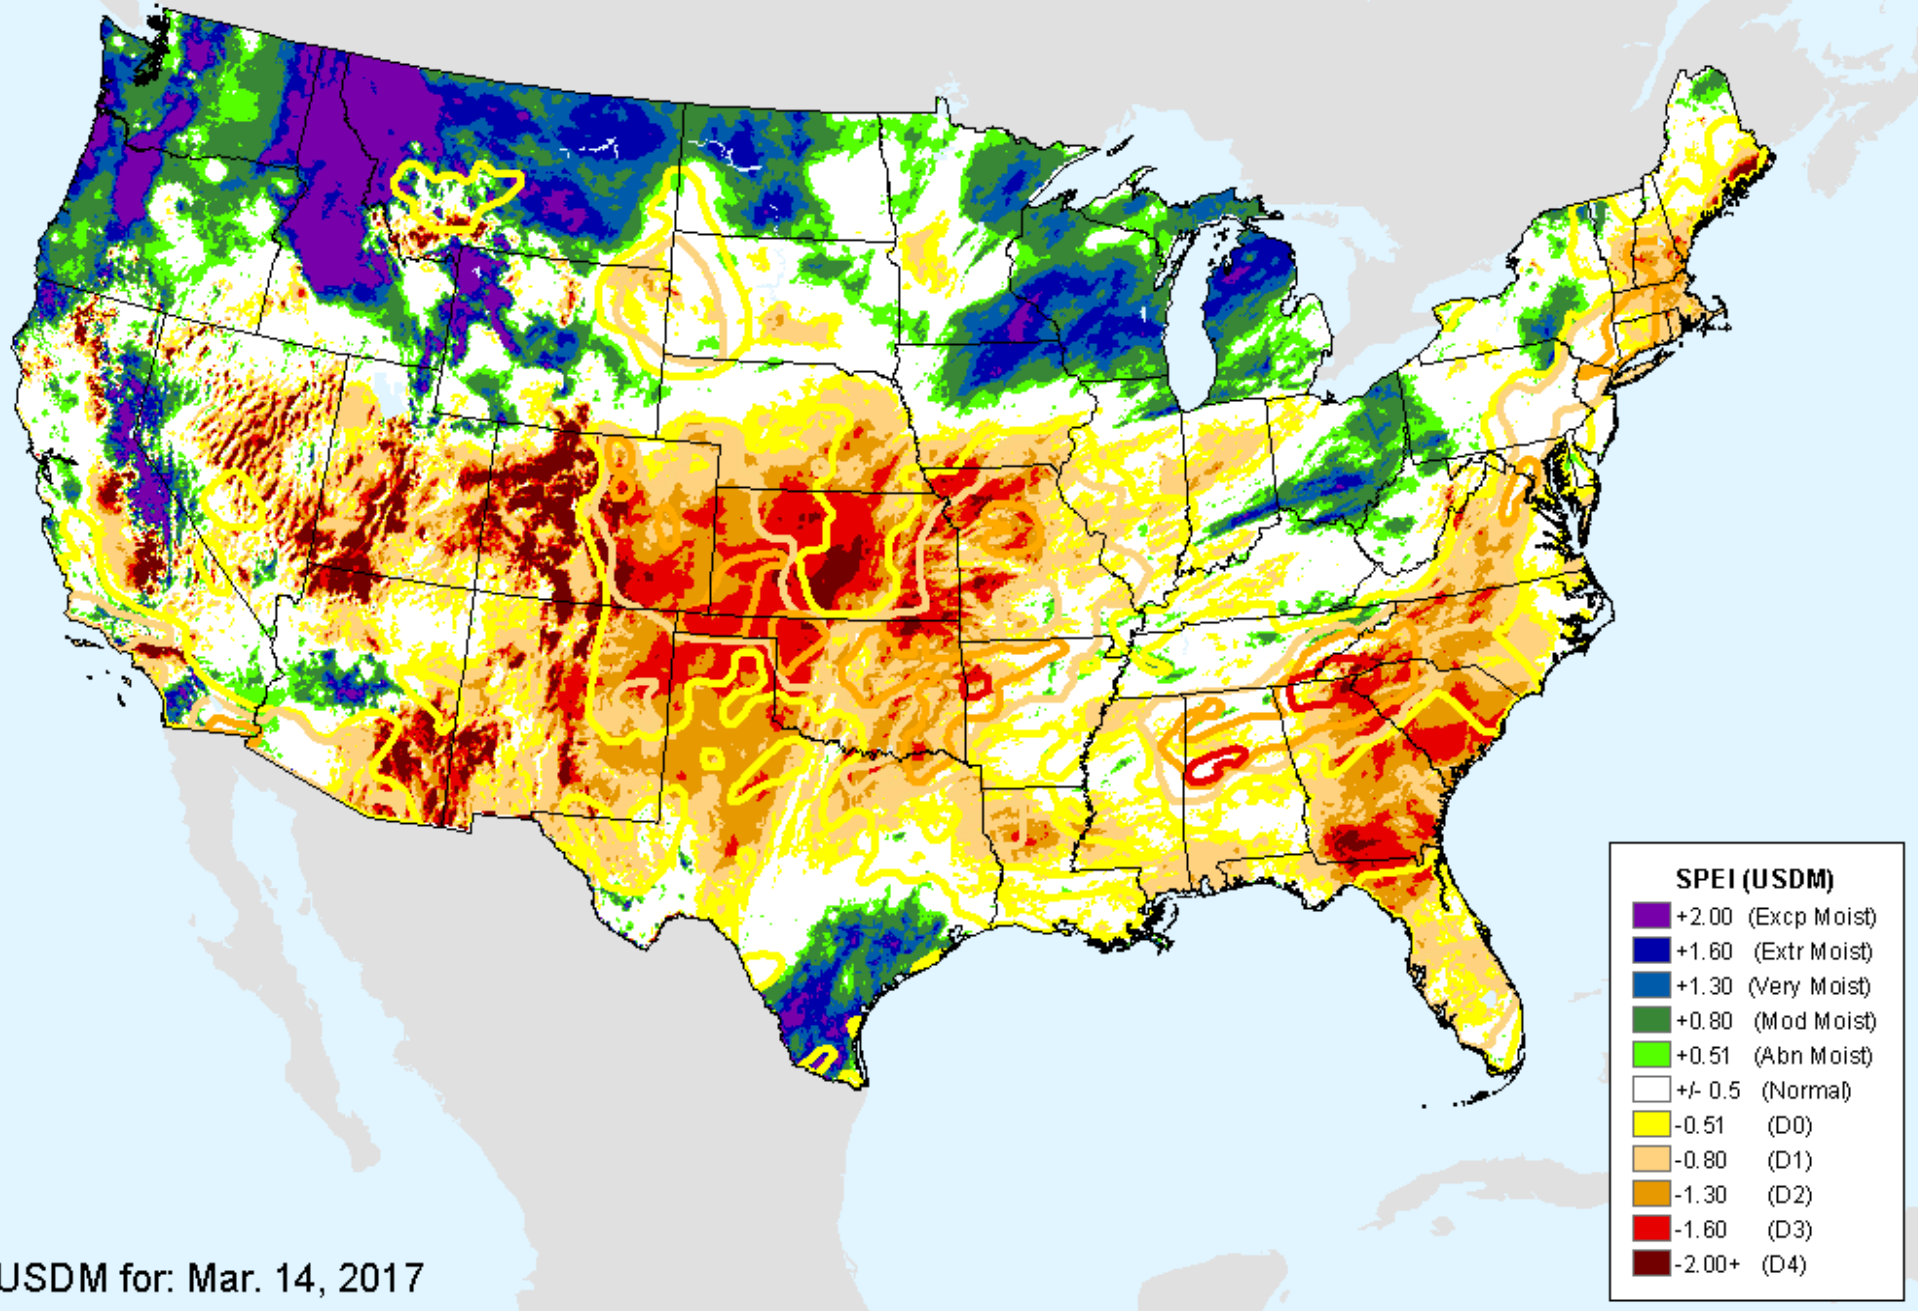 SPEI (USDM)
+2.00 (Excp Moist)
+1.60 (Extr Moist)
+1.30 (Very Moist)
+0.80 (Mod Moist)
+0.51 (Abn Moist)
+/- 0.5 (Normal)
-0.51 (D0)
-0.80 (D1)
-1.30 (D2)
-1.60 (D3)
-2.00+ (D4)
USDM for: Mar. 14, 2017